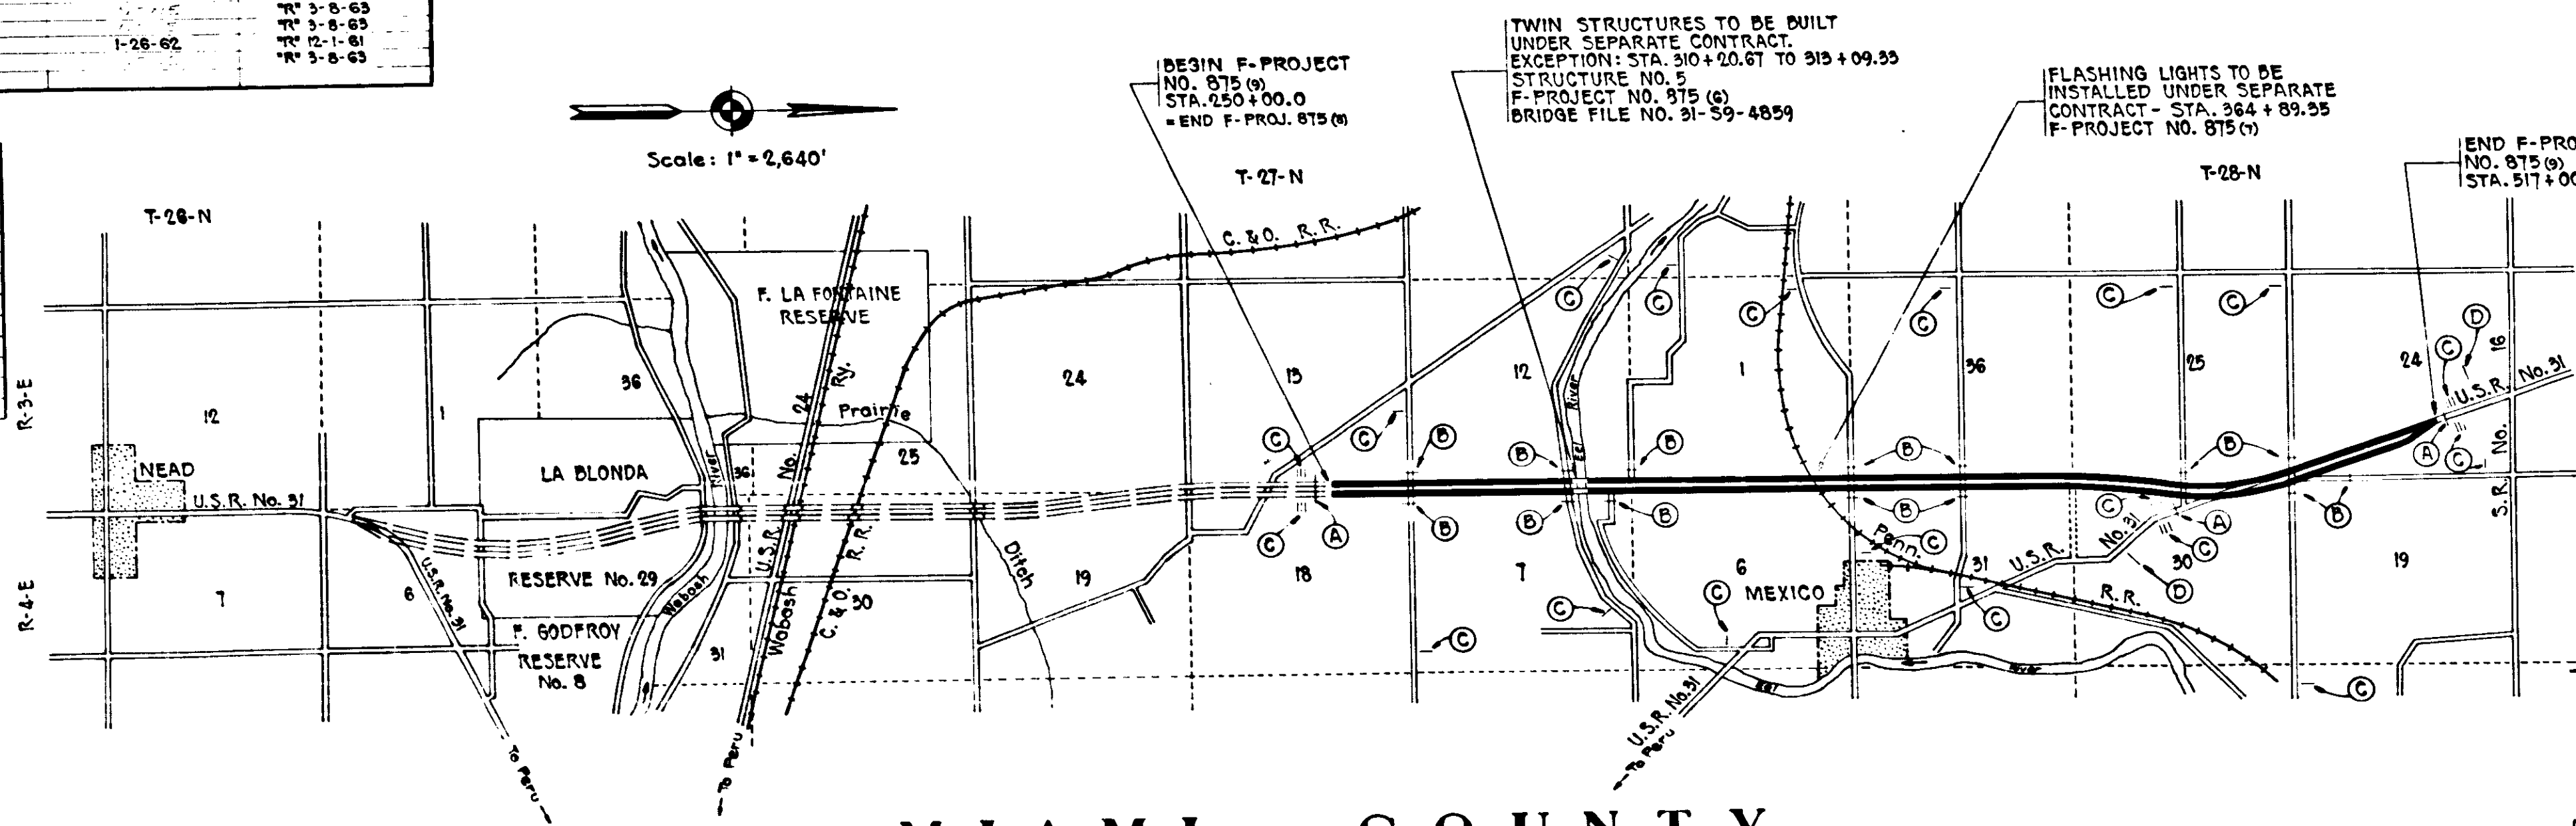 "R" 3-8-63
"R" 3-8-63
1-26-62 "R" 12-1-61
"R" 3-8-63
Scale: 1" = 2,640'
BEGIN F-PROJECT
NO. 875 (9)
STA. 250+00.0
= END F-PROJ. 875 (8)
TWIN STRUCTURES TO BE BUILT
UNDER SEPARATE CONTRACT.
EXCEPTION: STA. 310+20.67 TO 313+09.33
STRUCTURE NO. 5
F-PROJECT NO. 875 (6)
BRIDGE FILE NO. 31-S9-4859
FLASHING LIGHTS TO BE
INSTALLED UNDER SEPARATE
CONTRACT - STA. 364+89.35
F-PROJECT NO. 875 (7)
END F-PRO
NO. 875 (9)
STA. 517+00
T-26-N
T-27-N
T-28-N
R-3-E
R-4-E
NEAD
U.S.R. No. 31
12
1
7
6
U.S.R. No. 31
To Peru
36
LA BLONDA
RESERVE No. 29
F. GODFROY
RESERVE
No. 8
River
Wabash
36
31
F. LA FONTAINE
RESERVE
U.S.R. No. 24
Wabash Ry.
To Peru
C. & O. R. R.
Prairie
Ditch
25
30
C. & O. R. R.
24
19
13
18
C
C
C
A
B
B
C
12
7
B
B
C
C
C
Eel River
B
B
1
6
C
C
MEXICO
U.S.R. No. 31
To Peru
Eel River
Penn. R. R.
C
B
B
C
36
31
C
U.S.R. No. 31
C
C
25
30
C
A
C
D
B
B
24
19
C
D
A
C
C
U.S.R. No. 31
S.R. No. 16
MIAMI COUNTY